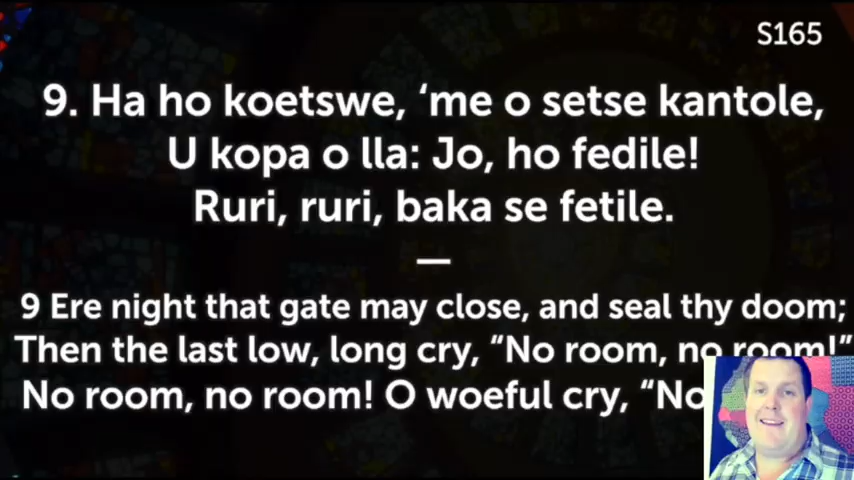 S165
9. Ha ho koetswe, ‘me o setse kantole,
U kopa o lla: Jo, ho fedile!
Ruri, ruri, baka se fetile.
—
9 Ere night that gate may close, and seal thy doom;
Then the last low, long cry, “No room, no room!”
No room, no room! O woeful cry, “No